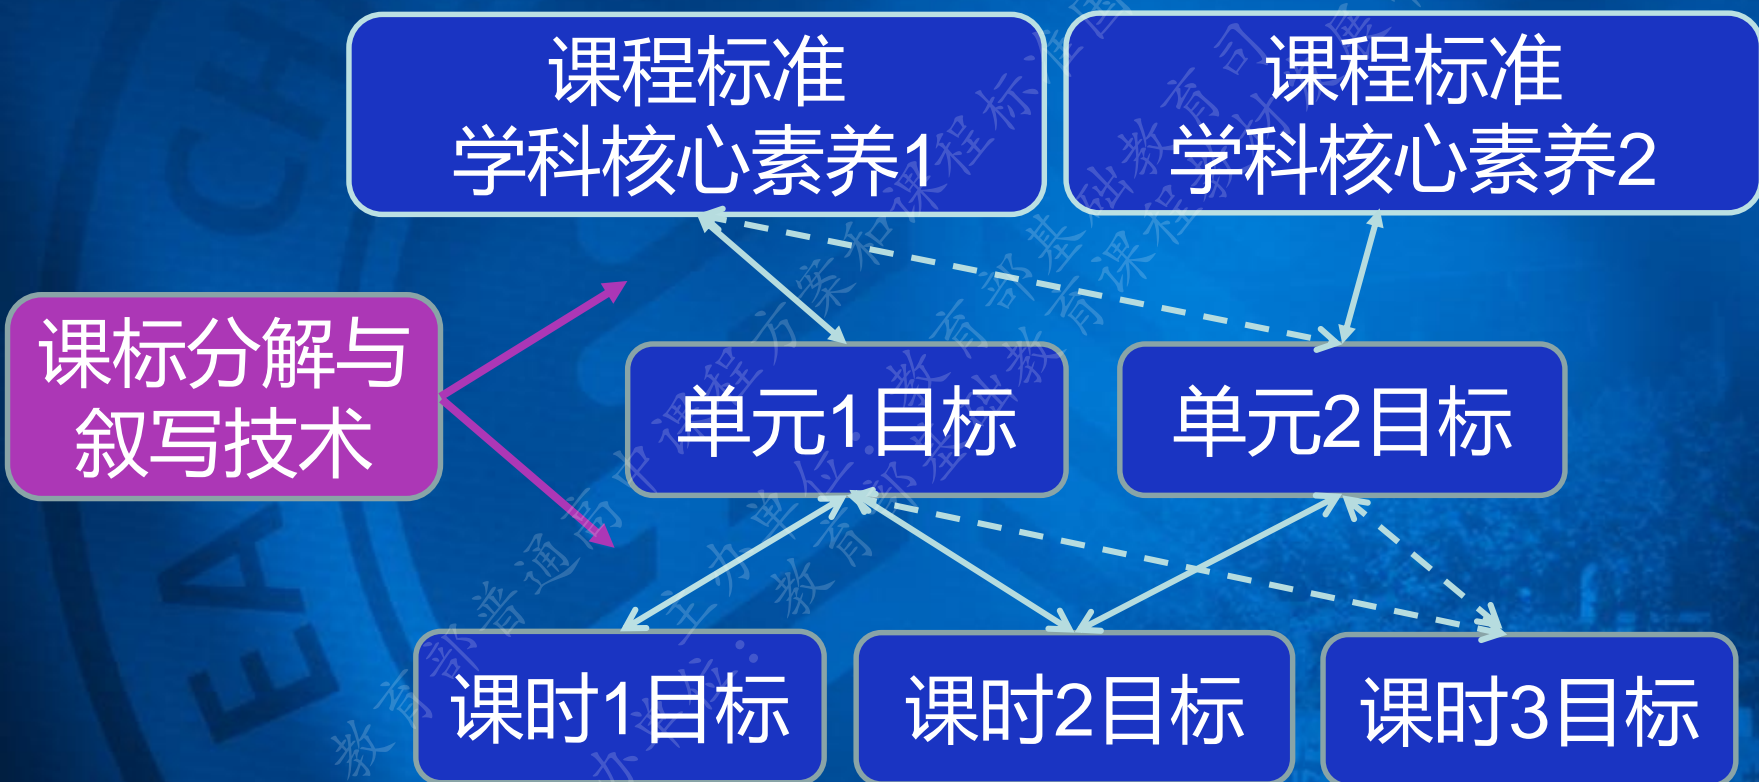 课程标准
学科核心素养1
课程标准
学科核心素养2
课标分解与
叙写技术
单元1目标
单元2目标
课时1目标
课时2目标
课时3目标
CH
EA